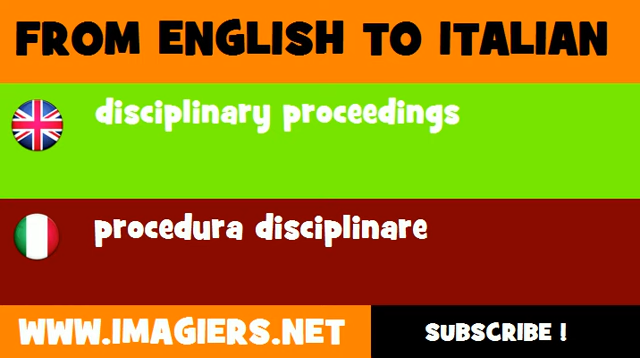 FROM ENGLISH TO ITALIAN
disciplinary proceedings
procedura disciplinare
WWW.IMAGIERS.NET
SUBSCRIBE !